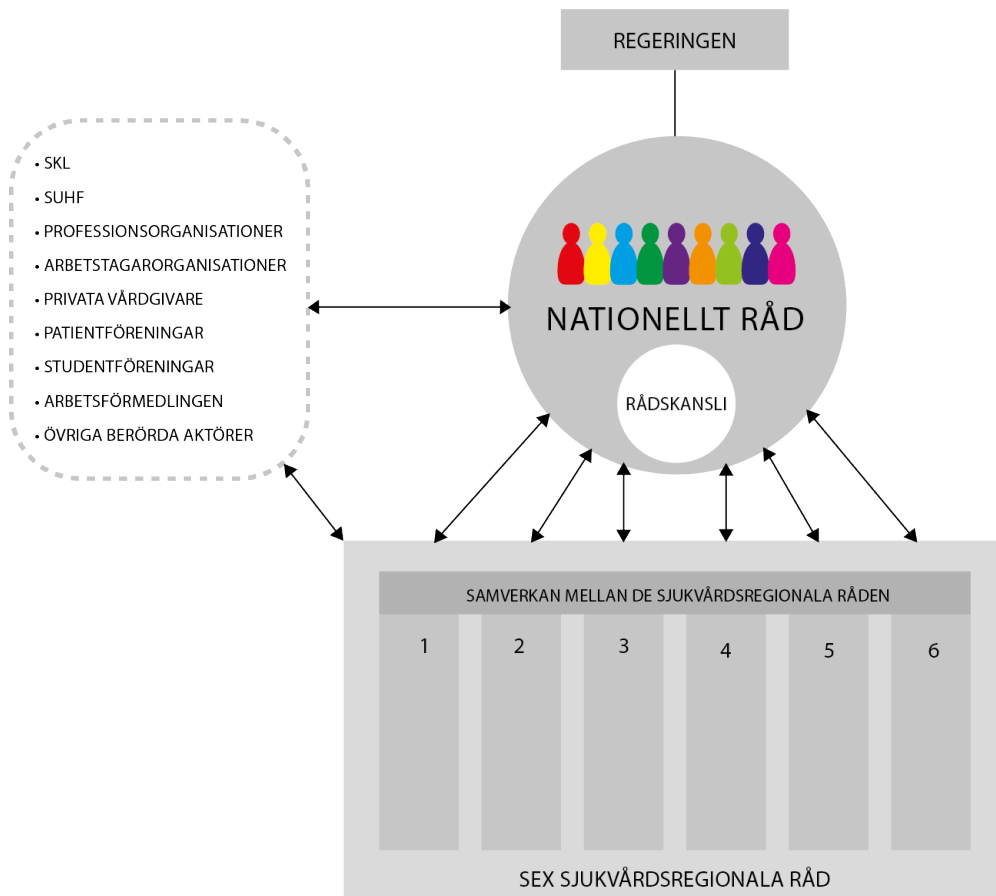 REGERINGEN
• SKL
• SUHF
• PROFESSIONSORGANISATIONER
• ARBETSTAGARORGANISATIONER
• PRIVATA VÅRDGIVARE
• PATIENTFÖRENINGAR
• STUDENTFÖRENINGAR
• ARBETSFÖRMEDLINGEN
• ÖVRIGA BERÖRDA AKTÖRER
NATIONELLT RÅD
RÅDSKANSLI
SAMVERKAN MELLAN DE SJUKVÅRDSREGIONALA RÅDEN
1 2 3 4 5 6
SEX SJUKVÅRDSREGIONALA RÅD